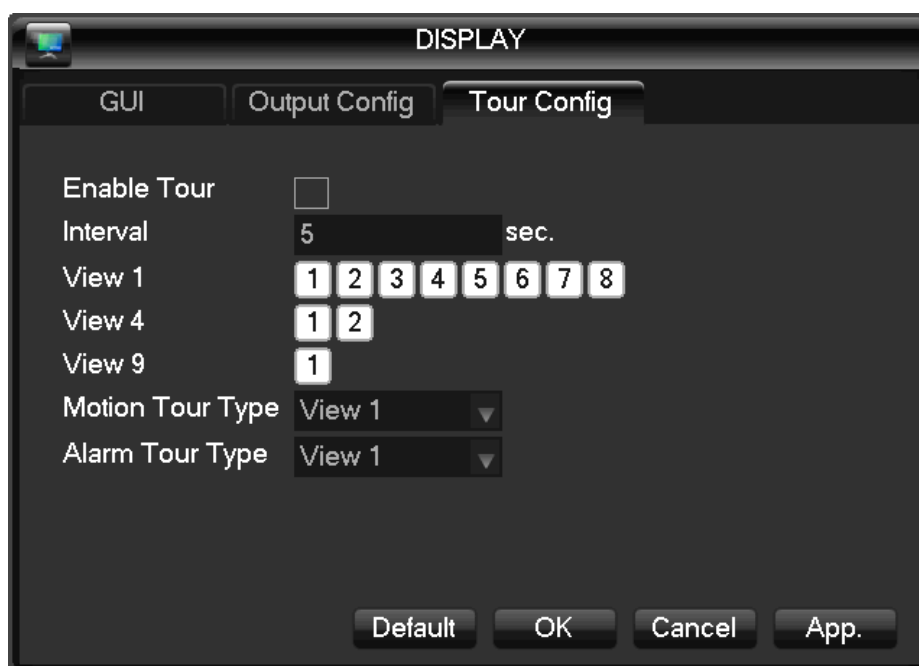 DISPLAY
GUI Output Config Tour Config
Enable Tour
Interval 5 sec.
View 1 1 2 3 4 5 6 7 8
View 4 1 2
View 9 1
Motion Tour Type View 1
Alarm Tour Type View 1
Default OK Cancel App.